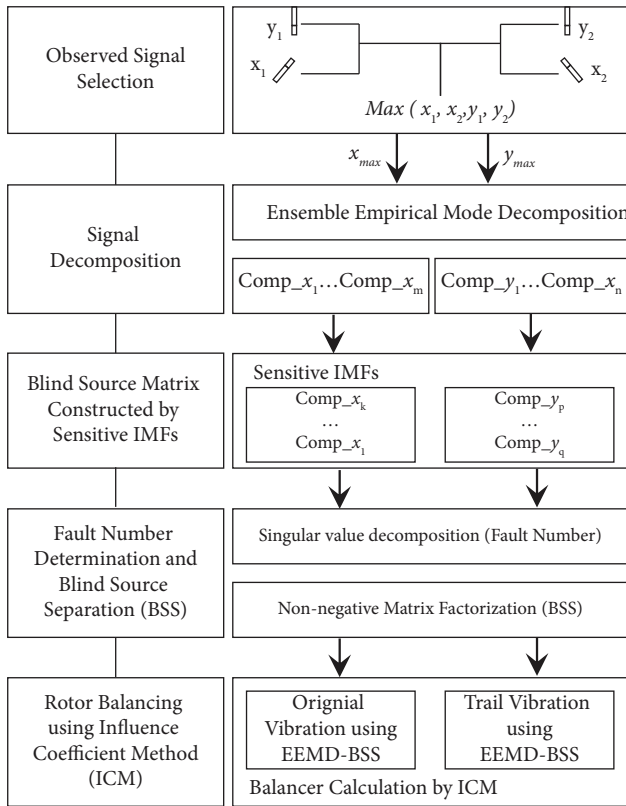 Observed Signal
Selection
y1
y2
x1
x2
Max ( x1, x2,y1, y2)
xmax
ymax
Signal
Decomposition
Ensemble Empirical Mode Decomposition
Comp_x1…Comp_xm
Comp_y1…Comp_xn
Blind Source Matrix
Constructed by
Sensitive IMFs
Sensitive IMFs
Comp_xk
…
Comp_x1
Comp_yp
…
Comp_yq
Fault Number
Determination and
Blind Source
Separation (BSS)
Singular value decomposition (Fault Number)
Non-negative Matrix Factorization (BSS)
Rotor Balancing
using Influence
Coefficient Method
(ICM)
Orignial
Vibration using
EEMD-BSS
Trail Vibration
using
EEMD-BSS
Balancer Calculation by ICM